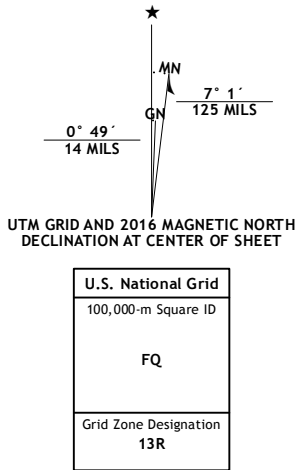 MN
GN
7° 1´
125 MILS
0° 49´
14 MILS
UTM GRID AND 2016 MAGNETIC NORTH
DECLINATION AT CENTER OF SHEET
U.S. National Grid
100,000-m Square ID
FQ
Grid Zone Designation
13R